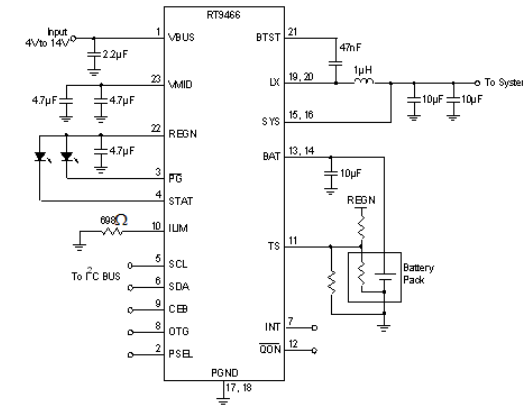 RT9466
Input
4V to 14V
1
VBUS
2.2µF
BTST
21
47nF
23
VMID
4.7µF
4.7µF
LX
19, 20
1µH
To System
10µF
10µF
SYS
15, 16
22
REGN
4.7µF
BAT
13, 14
10µF
3
PG
4
STAT
REGN
698Ω
10
ILIM
TS
11
Battery
Pack
To I²C BUS
5
SCL
6
SDA
9
CEB
8
OTG
2
PSEL
INT
7
QON
12
PGND
17, 18